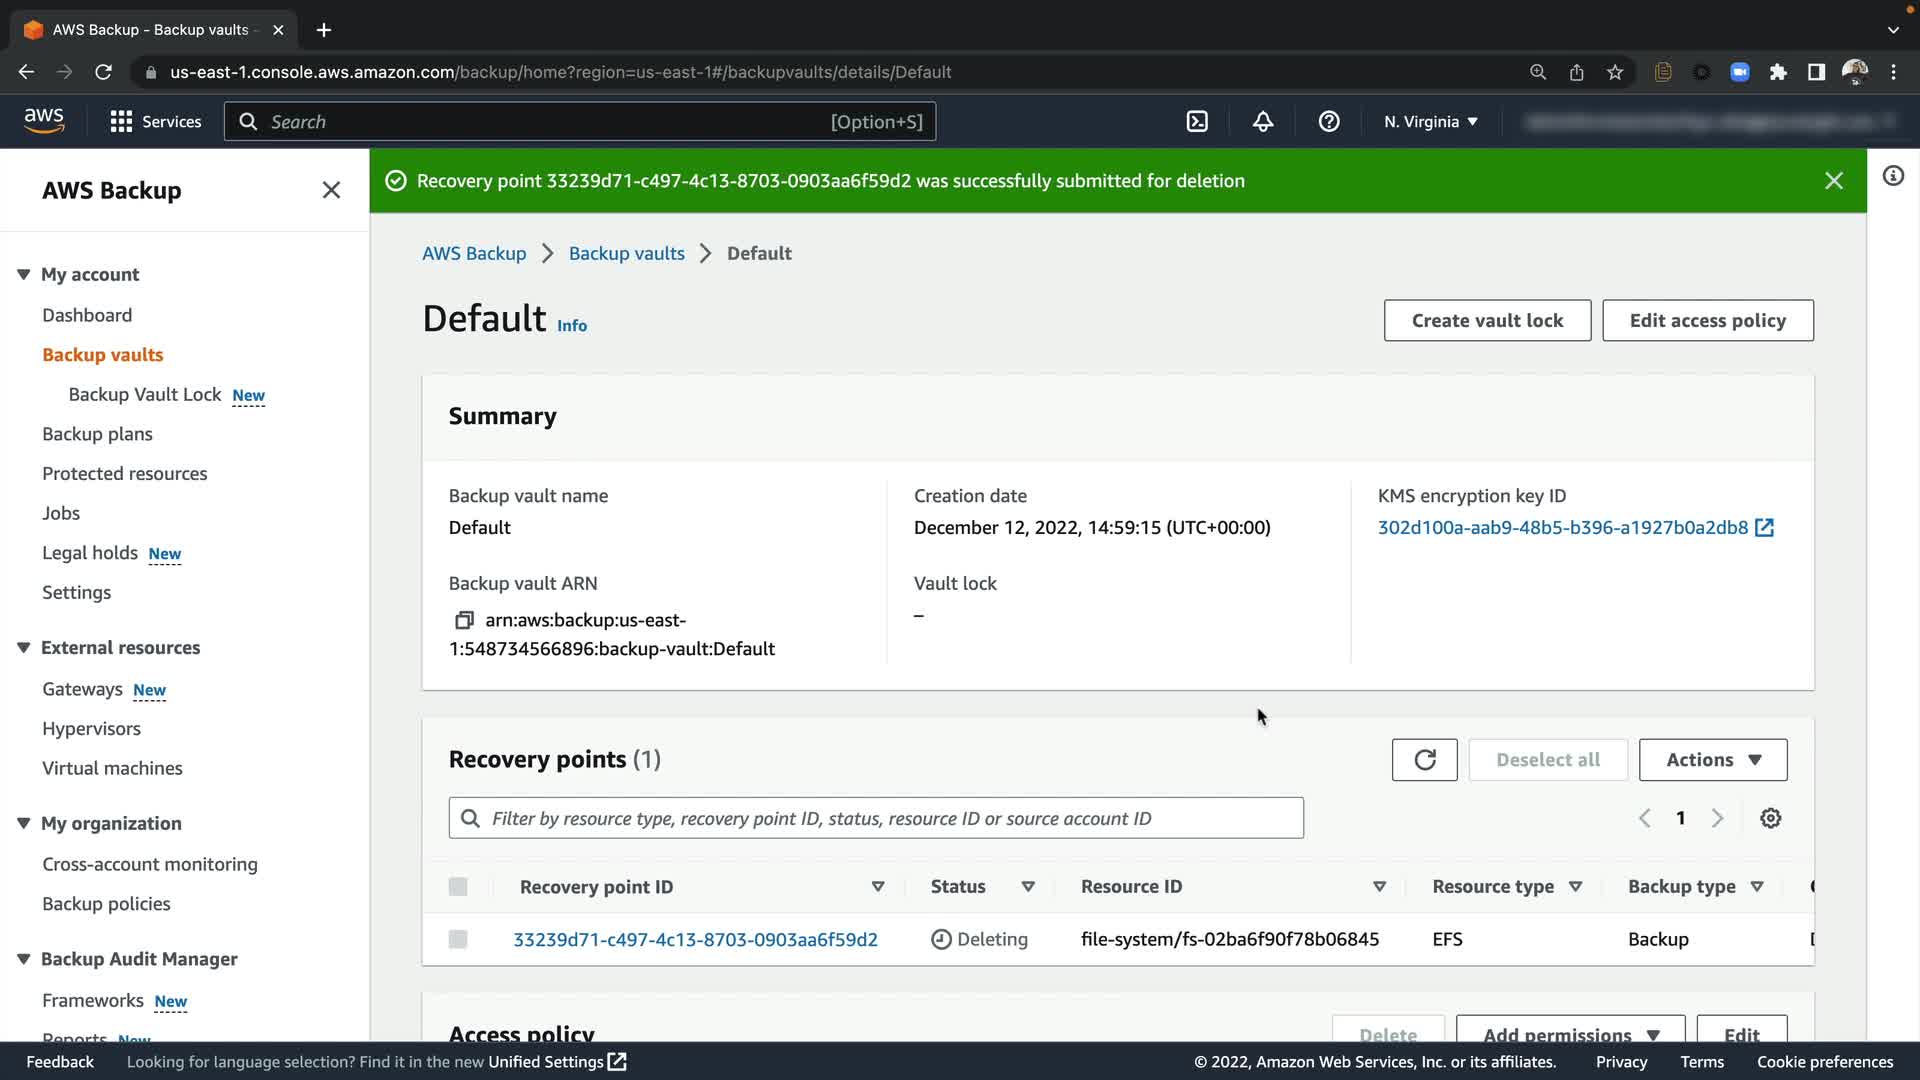 AWS Backup - Backup vaults -
us-east-1.console.aws.amazon.com/backup/home?region=us-east-1#/backupvaults/details/Default
aws
Services
Search
[Option+S]
N. Virginia
AWS Backup
My account
Dashboard
Backup vaults
Backup Vault Lock New
Backup plans
Protected resources
Jobs
Legal holds New
Settings
External resources
Gateways New
Hypervisors
Virtual machines
My organization
Cross-account monitoring
Backup policies
Backup Audit Manager
Frameworks New
Reports New
Recovery point 33239d71-c497-4c13-8703-0903aa6f59d2 was successfully submitted for deletion
AWS Backup > Backup vaults > Default
Default Info
Create vault lock
Edit access policy
Summary
Backup vault name
Default
Backup vault ARN
arn:aws:backup:us-east-
1:548734566896:backup-vault:Default
Creation date
December 12, 2022, 14:59:15 (UTC+00:00)
Vault lock
–
KMS encryption key ID
302d100a-aab9-48b5-b396-a1927b0a2db8
Recovery points (1)
Deselect all
Actions
Filter by resource type, recovery point ID, status, resource ID or source account ID
1
Recovery point ID Status Resource ID Resource type Backup type
33239d71-c497-4c13-8703-0903aa6f59d2 Deleting file-system/fs-02ba6f90f78b06845 EFS Backup
Access policy
Delete
Add permissions
Edit
Feedback
Looking for language selection? Find it in the new Unified Settings
© 2022, Amazon Web Services, Inc. or its affiliates.
Privacy
Terms
Cookie preferences